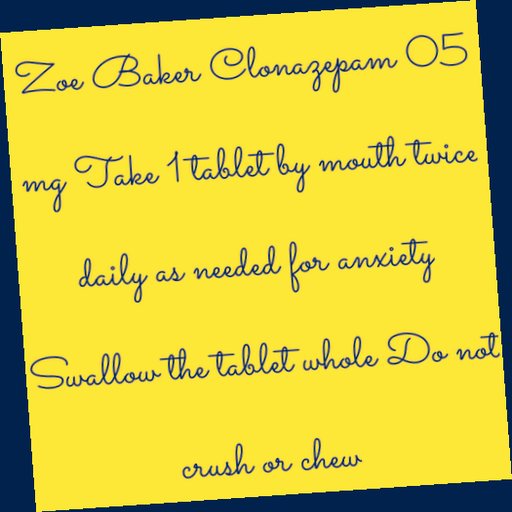 Zoe Baker Clonazepam 05
mg Take 1 tablet by mouth twice
daily as needed for anxiety
Swallow the tablet whole Do not
crush or chew